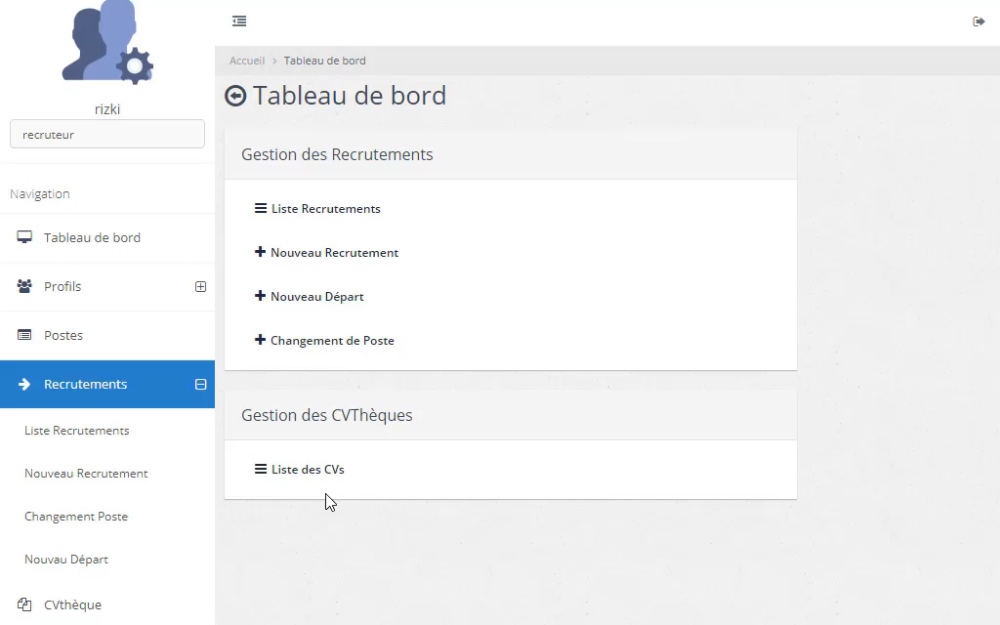 rizki
recruteur
Navigation
Tableau de bord
Profils
Postes
Recrutements
Liste Recrutements
Nouveau Recrutement
Changement Poste
Nouvau Départ
CVthèque
Accueil › Tableau de bord
Tableau de bord
Gestion des Recrutements
Liste Recrutements
Nouveau Recrutement
Nouveau Départ
Changement de Poste
Gestion des CVThèques
Liste des CVs